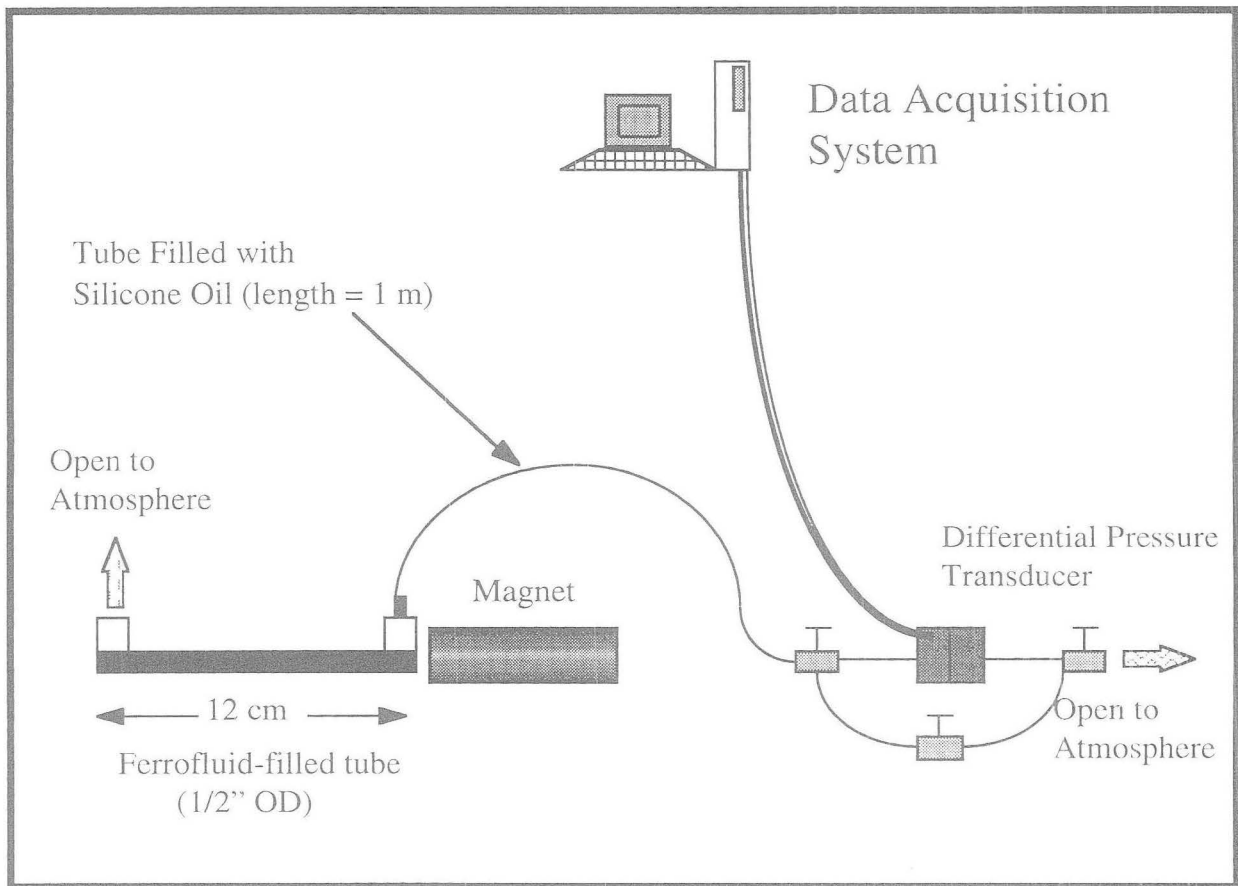 Data Acquisition
System
Tube Filled with
Silicone Oil (length = 1 m)
Open to
Atmosphere
Magnet
Differential Pressure
Transducer
12 cm
Ferrofluid-filled tube
(1/2” OD)
Open to
Atmosphere